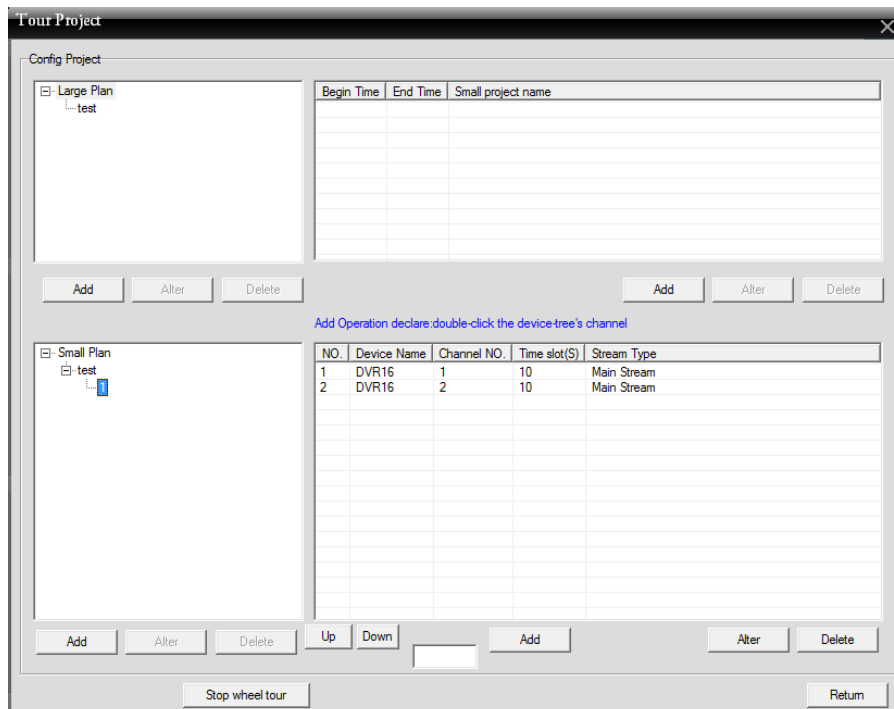 Tour Project
Config Project
Large Plan
test
Begin Time End Time Small project name
Add Alter Delete
Add Alter Delete
Add Operation declare:double-click the device-tree's channel
Small Plan
test
1
NO. Device Name Channel NO. Time slot(S) Stream Type
1 DVR16 1 10 Main Stream
2 DVR16 2 10 Main Stream
Add Alter Delete
Up Down Add Alter Delete
Stop wheel tour Return